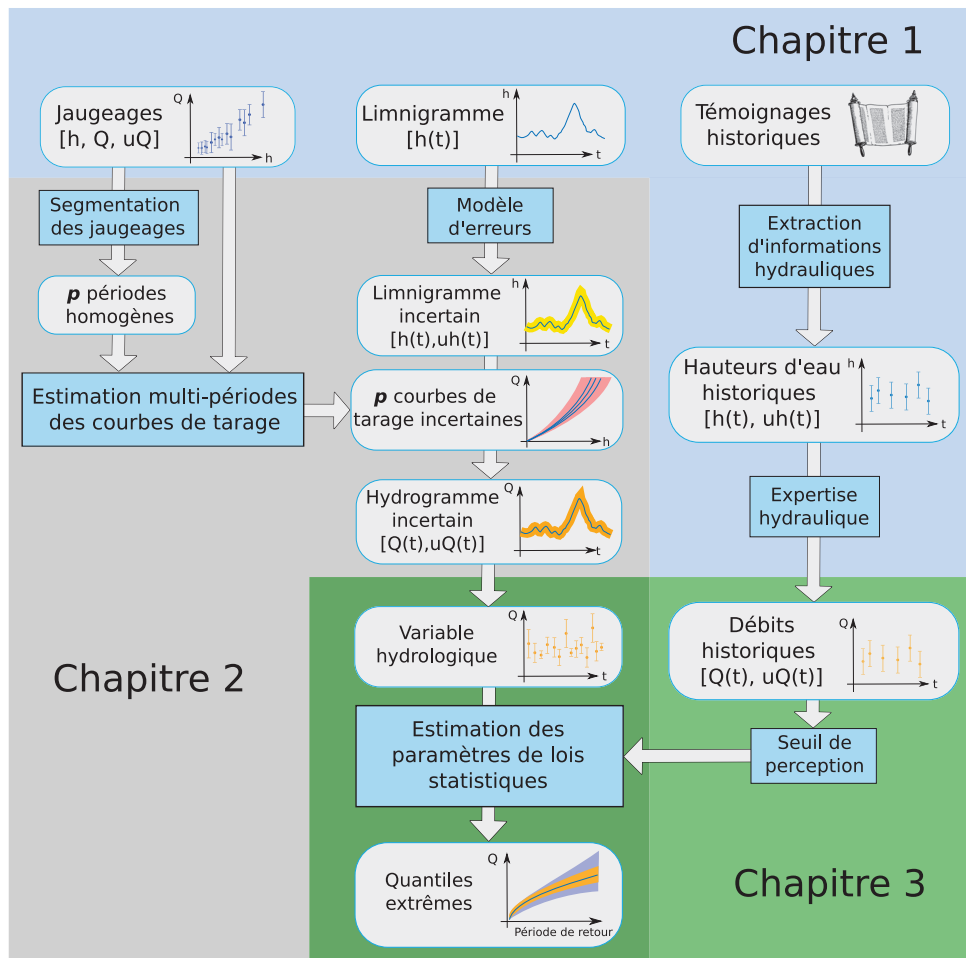 Chapitre 1
Jaugeages
[h, Q, uQ]
Q
h
Limnigramme
[h(t)]
h
t
Témoignages
historiques
Segmentation
des jaugeages
Modèle
d'erreurs
Extraction
d'informations
hydrauliques
p périodes
homogènes
Limnigramme
incertain
[h(t),uh(t)]
h
t
Hauteurs d'eau
historiques
[h(t), uh(t)]
h
t
Estimation multi-périodes
des courbes de tarage
p courbes de
tarage incertaines
Q
h
Hydrogramme
incertain
[Q(t),uQ(t)]
Q
t
Expertise
hydraulique
Chapitre 2
Variable
hydrologique
Q
t
Débits
historiques
[Q(t), uQ(t)]
Q
t
Estimation des
paramètres de lois
statistiques
Seuil de
perception
Quantiles
extrêmes
Q
Période de retour
Chapitre 3